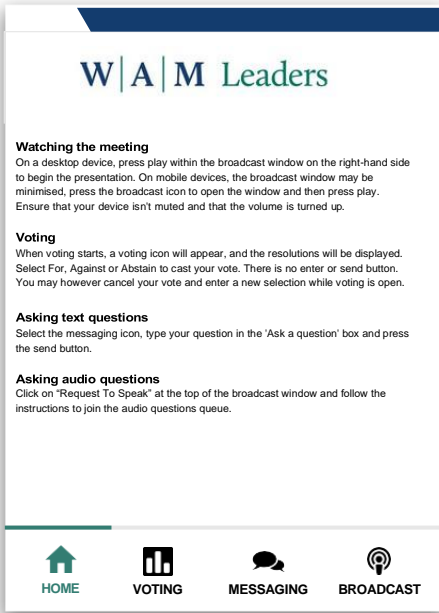 W|A|M Leaders
Watching the meeting
On a desktop device, press play within the broadcast window on the right-hand side
to begin the presentation. On mobile devices, the broadcast window may be
minimised, press the broadcast icon to open the window and then press play.
Ensure that your device isn't muted and that the volume is turned up.
Voting
When voting starts, a voting icon will appear, and the resolutions will be displayed.
Select For, Against or Abstain to cast your vote. There is no enter or send button.
You may however cancel your vote and enter a new selection while voting is open.
Asking text questions
Select the messaging icon, type your question in the 'Ask a question' box and press
the send button.
Asking audio questions
Click on “Request To Speak” at the top of the broadcast window and follow the
instructions to join the audio questions queue.
HOME VOTING MESSAGING BROADCAST